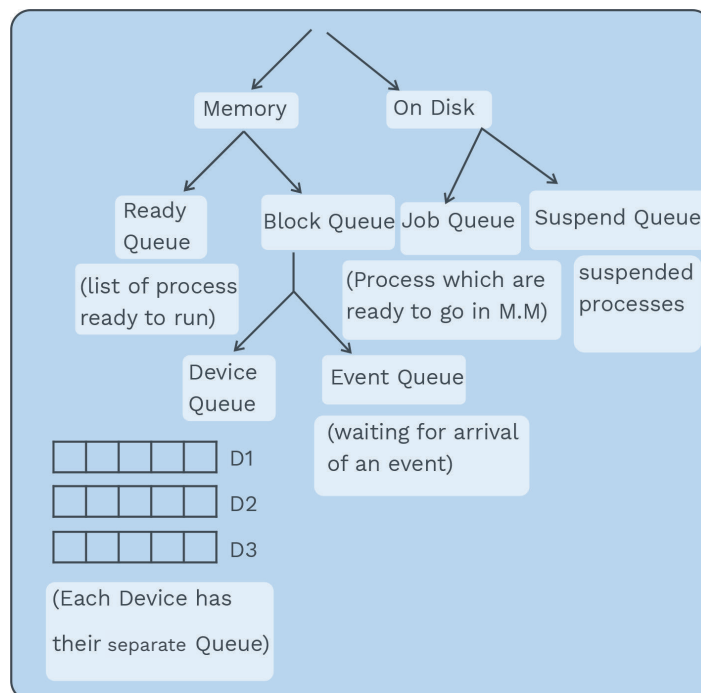 Memory
On Disk
Ready
Queue
Block Queue
Job Queue
Suspend Queue
(list of process
ready to run)
(Process which are
ready to go in M.M)
suspended
processes
Device
Queue
Event Queue
(waiting for arrival
of an event)
D1
D2
D3
(Each Device has
their separate Queue)